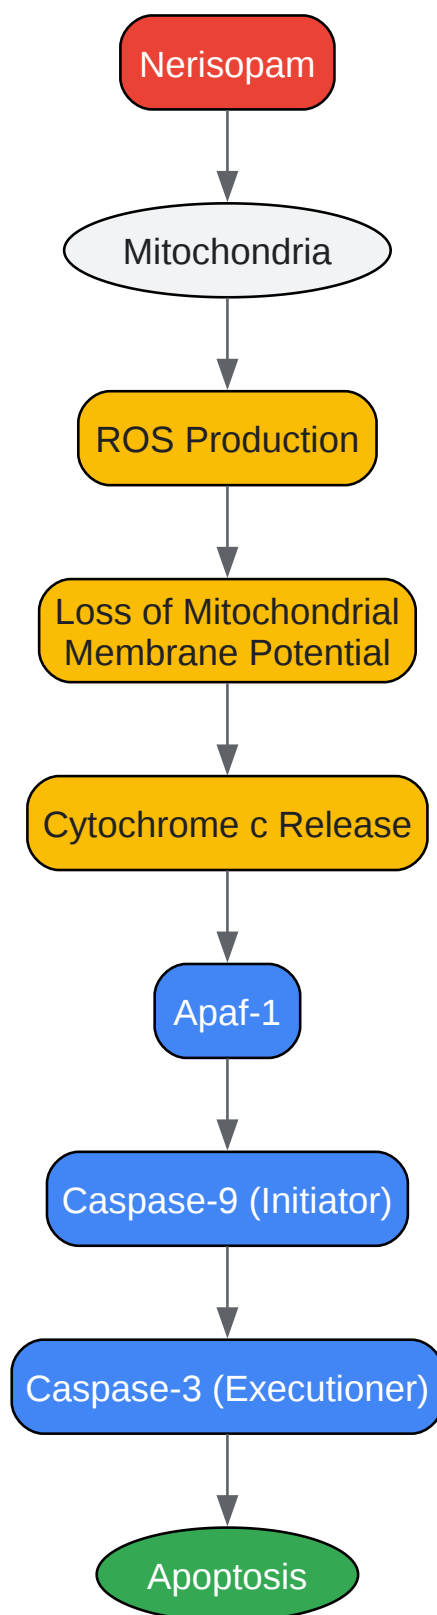 Nerisopam
Mitochondria
ROS Production
Loss of Mitochondrial
Membrane Potential
Cytochrome c Release
Apaf-1
Caspase-9 (Initiator)
Caspase-3 (Executioner)
Apoptosis